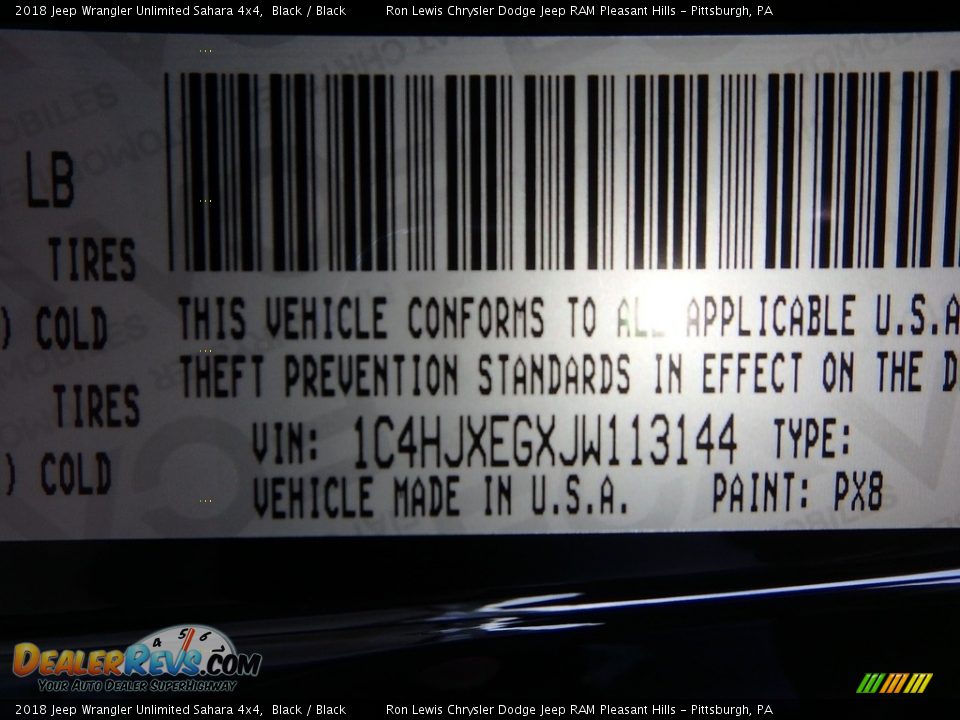 2018 Jeep Wrangler Unlimited Sahara 4x4, Black / Black Ron Lewis Chrysler Dodge Jeep RAM Pleasant Hills - Pittsburgh, PA
LB
TIRES
) COLD
THIS VEHICLE CONFORMS TO ALL APPLICABLE U.S.A
THEFT PREVENTION STANDARDS IN EFFECT ON THE D
TIRES
VIN: 1C4HJXEGXJW113144 TYPE:
) COLD
VEHICLE MADE IN U.S.A. PAINT: PX8
4 5 6
DEALERREVS.COM
YOUR AUTO DEALER SUPERHIGHWAY
2018 Jeep Wrangler Unlimited Sahara 4x4, Black / Black Ron Lewis Chrysler Dodge Jeep RAM Pleasant Hills - Pittsburgh, PA